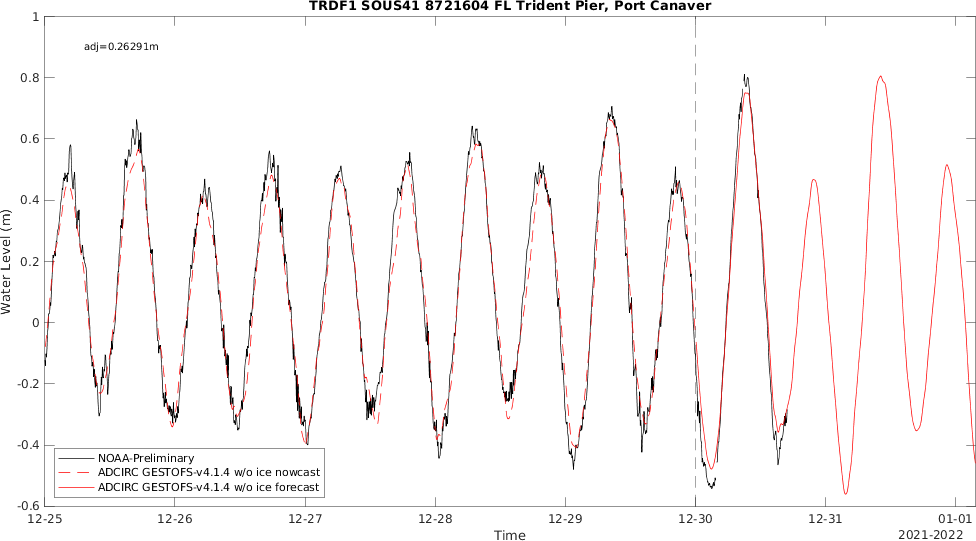 TRDF1 SOUS41 8721604 FL Trident Pier, Port Canaver
adj=0.26291m
Water Level (m)
1
0.8
0.6
0.4
0.2
0
-0.2
-0.4
-0.6
NOAA-Preliminary
ADCIRC GESTOFS-v4.1.4 w/o ice nowcast
ADCIRC GESTOFS-v4.1.4 w/o ice forecast
12-25 12-26 12-27 12-28 12-29 12-30 12-31 01-01
Time
2021-2022